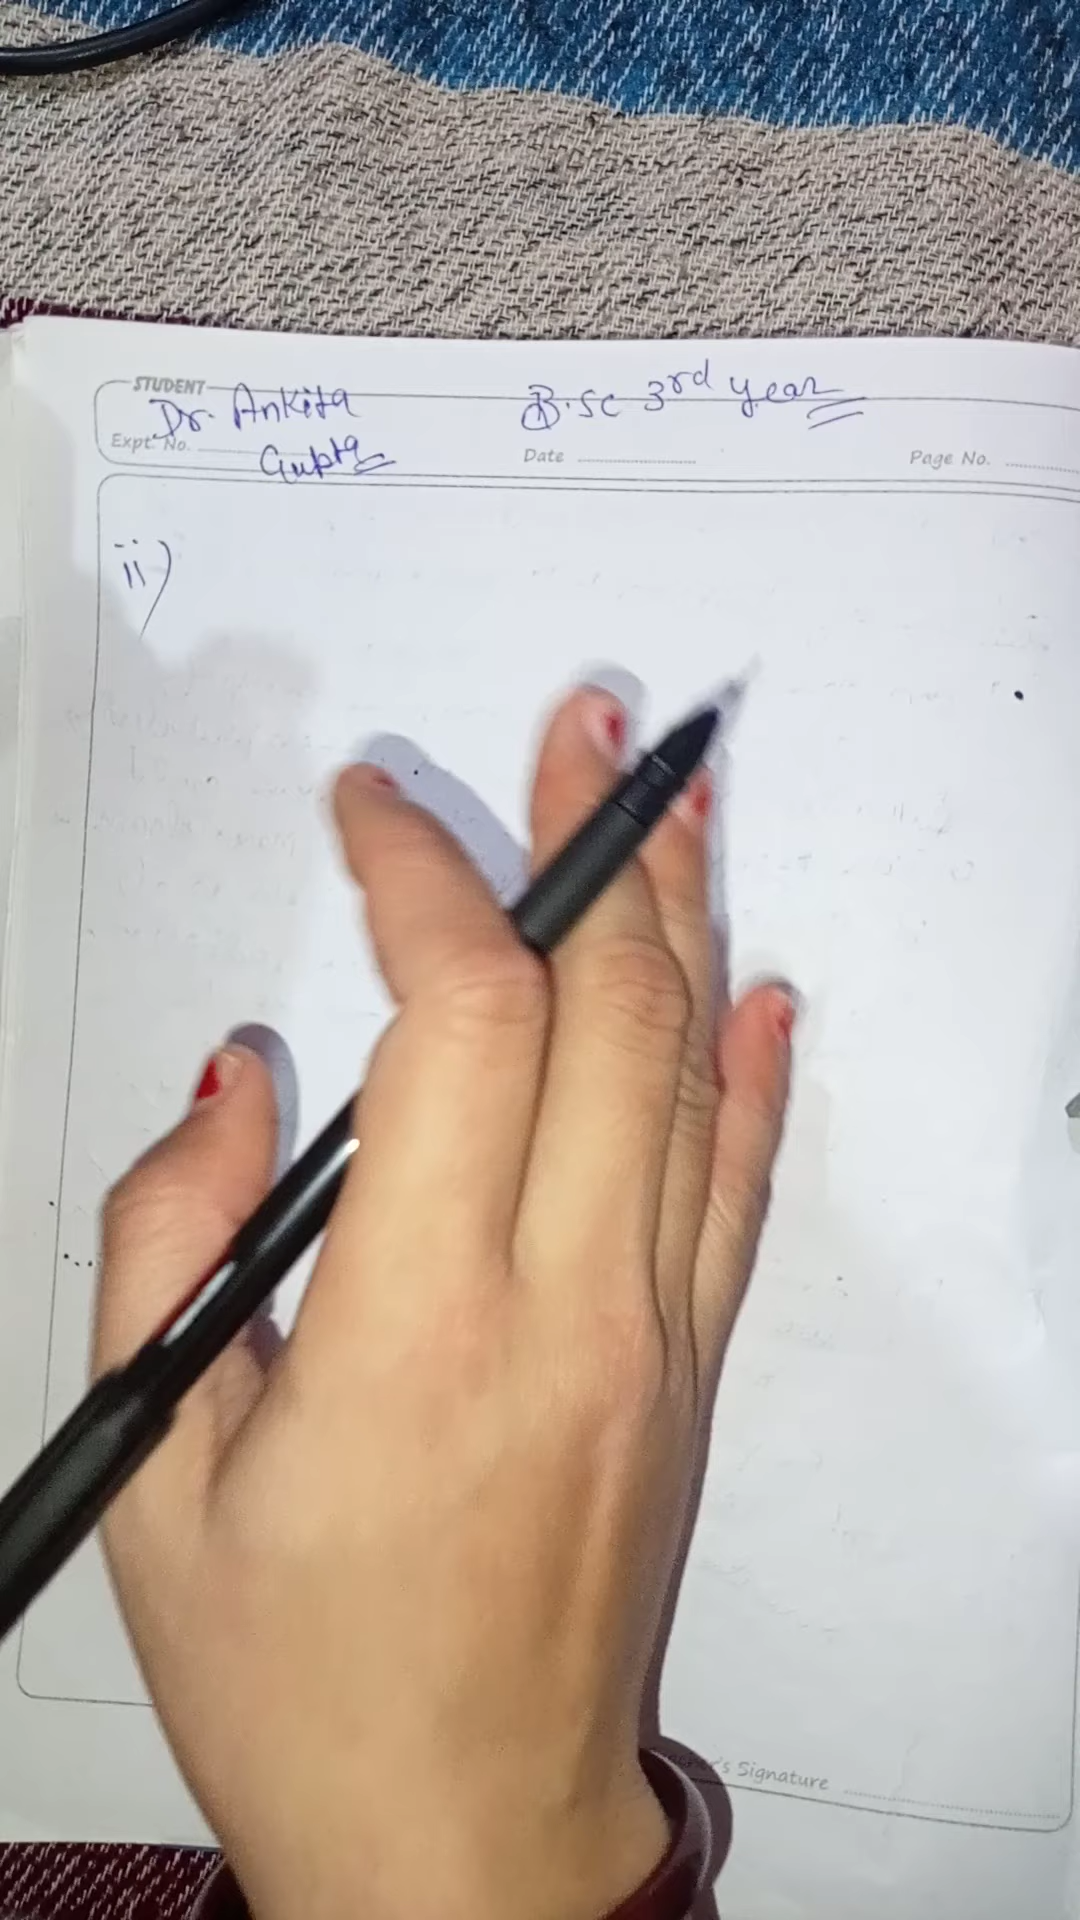 STUDENT
Dr. Ankita B.Sc 3rd year
Expt. No. Gupta Date Page No.
ii)
's Signature